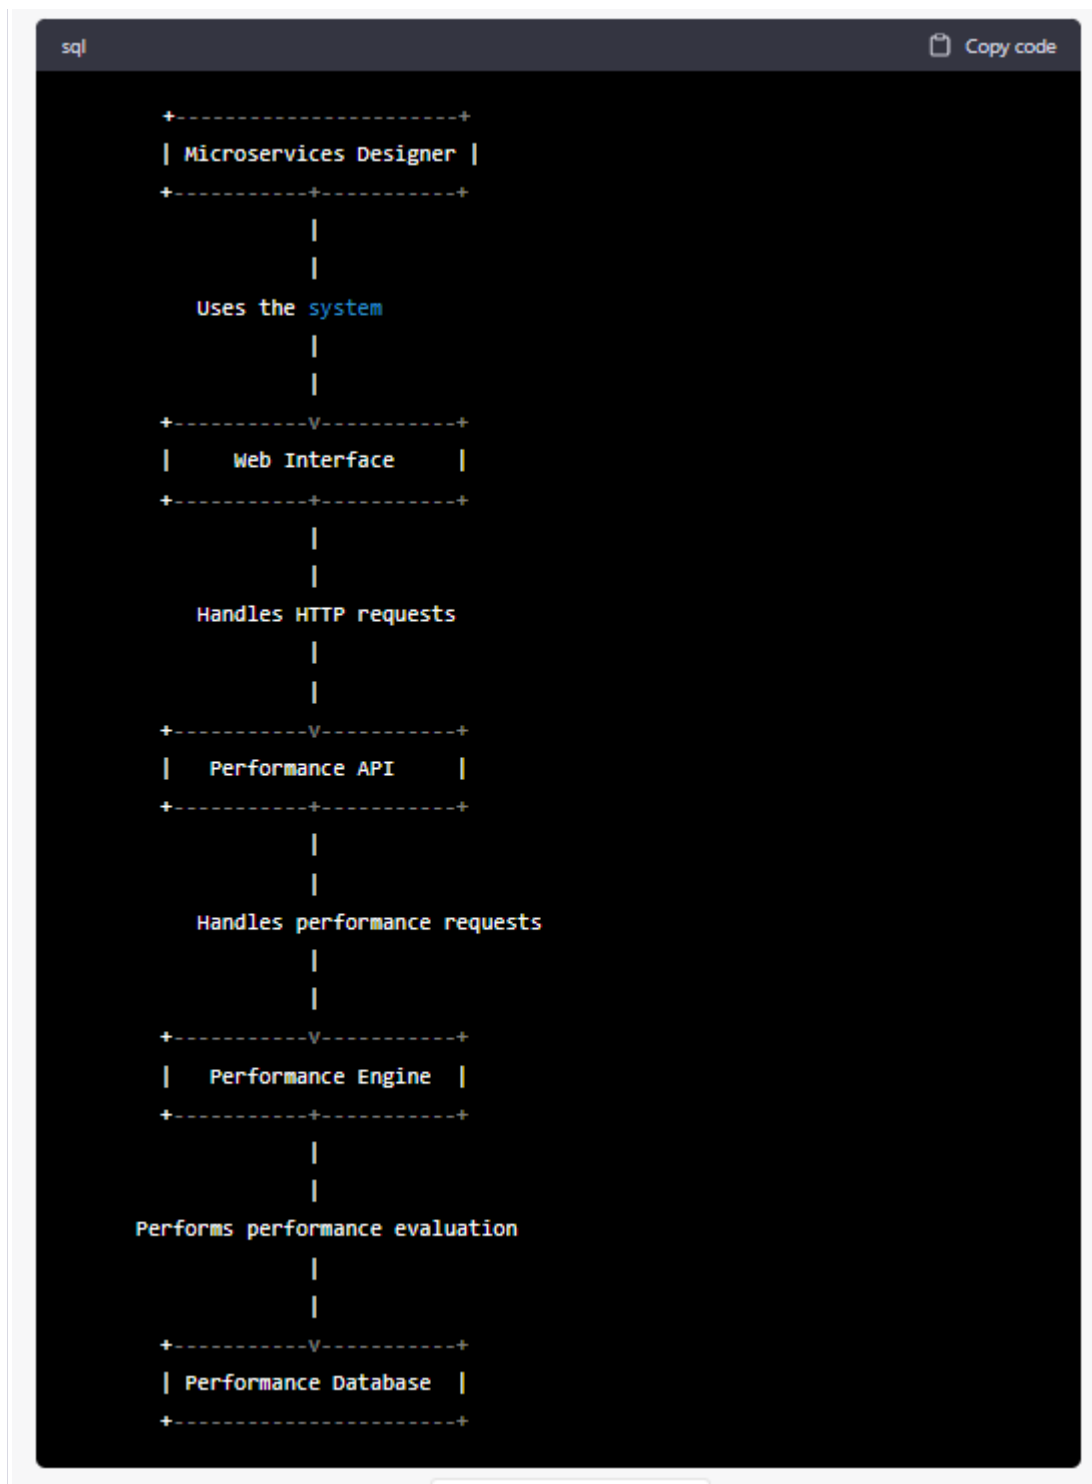 sql Copy code
+-----------------------+
| Microservices Designer |
+-----------+-----------+
|
|
Uses the system
|
|
+-----------v-----------+
| Web Interface |
+-----------+-----------+
|
|
Handles HTTP requests
|
|
+-----------v-----------+
| Performance API |
+-----------+-----------+
|
|
Handles performance requests
|
|
+-----------v-----------+
| Performance Engine |
+-----------+-----------+
|
|
Performs performance evaluation
|
|
+-----------v-----------+
| Performance Database |
+-----------------------+